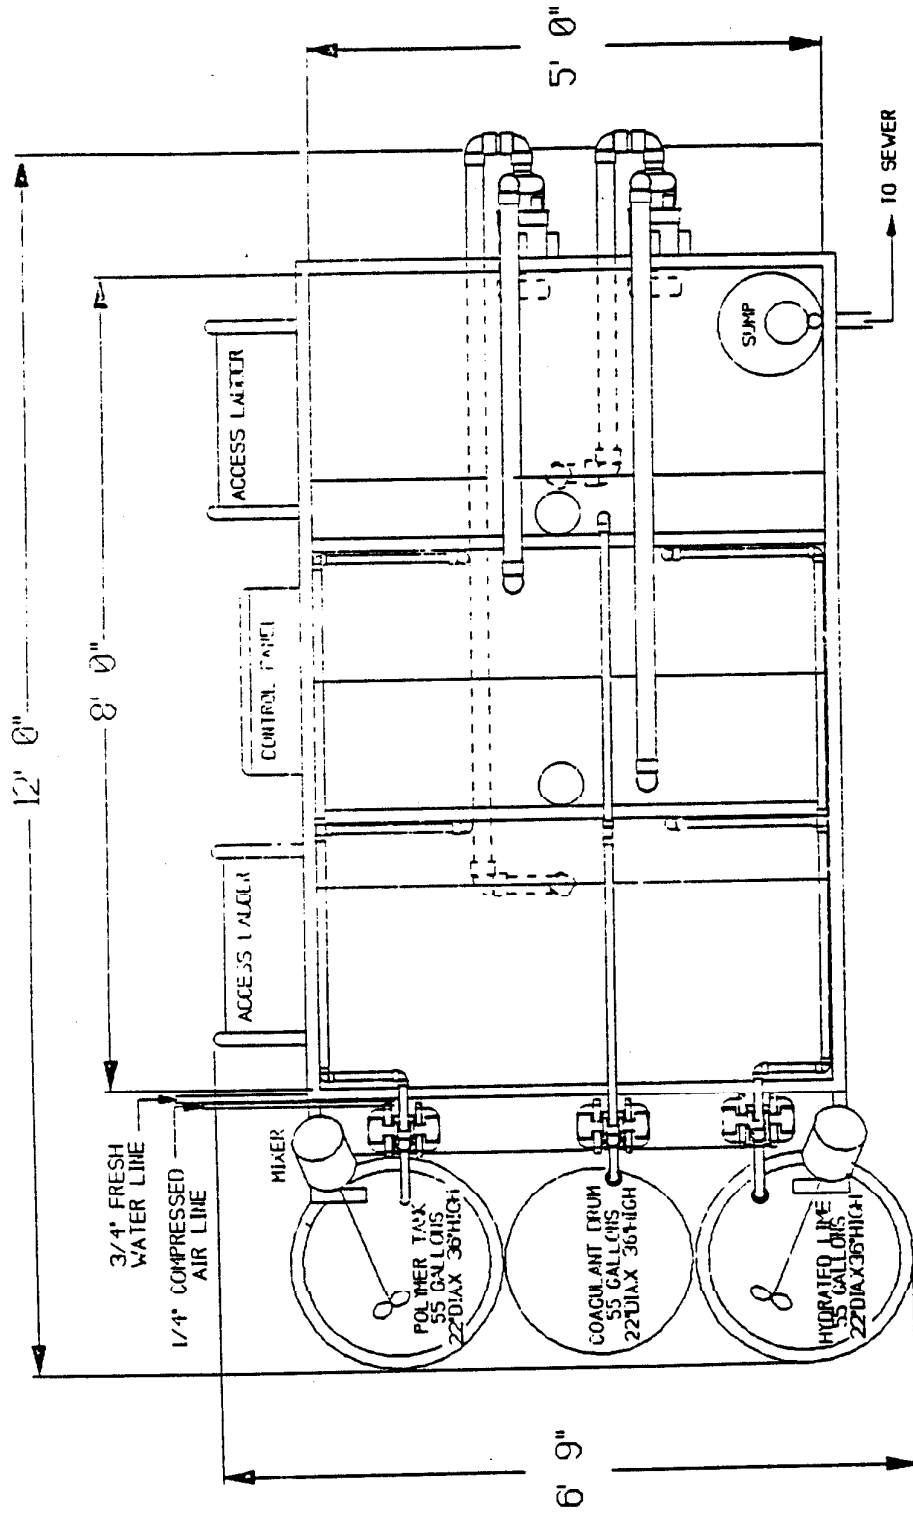 12' 0"
8' 0"
5' 0"
6' 9"
3/4" FRESH
WATER LINE
1/4" COMPRESSED
AIR LINE
MIXER
ACCESS LADDER
CONTROL PANEL
ACCESS LADDER
POLYMER TANK
55 GALLONS
22"DIA.X 36"HIGH
COAGULANT DRUM
55 GALLONS
22"DIA.X 36"HIGH
HYDRATED LIME
55 GALLONS
22"DIA.X36"HIGH
SUMP
TO SEWER